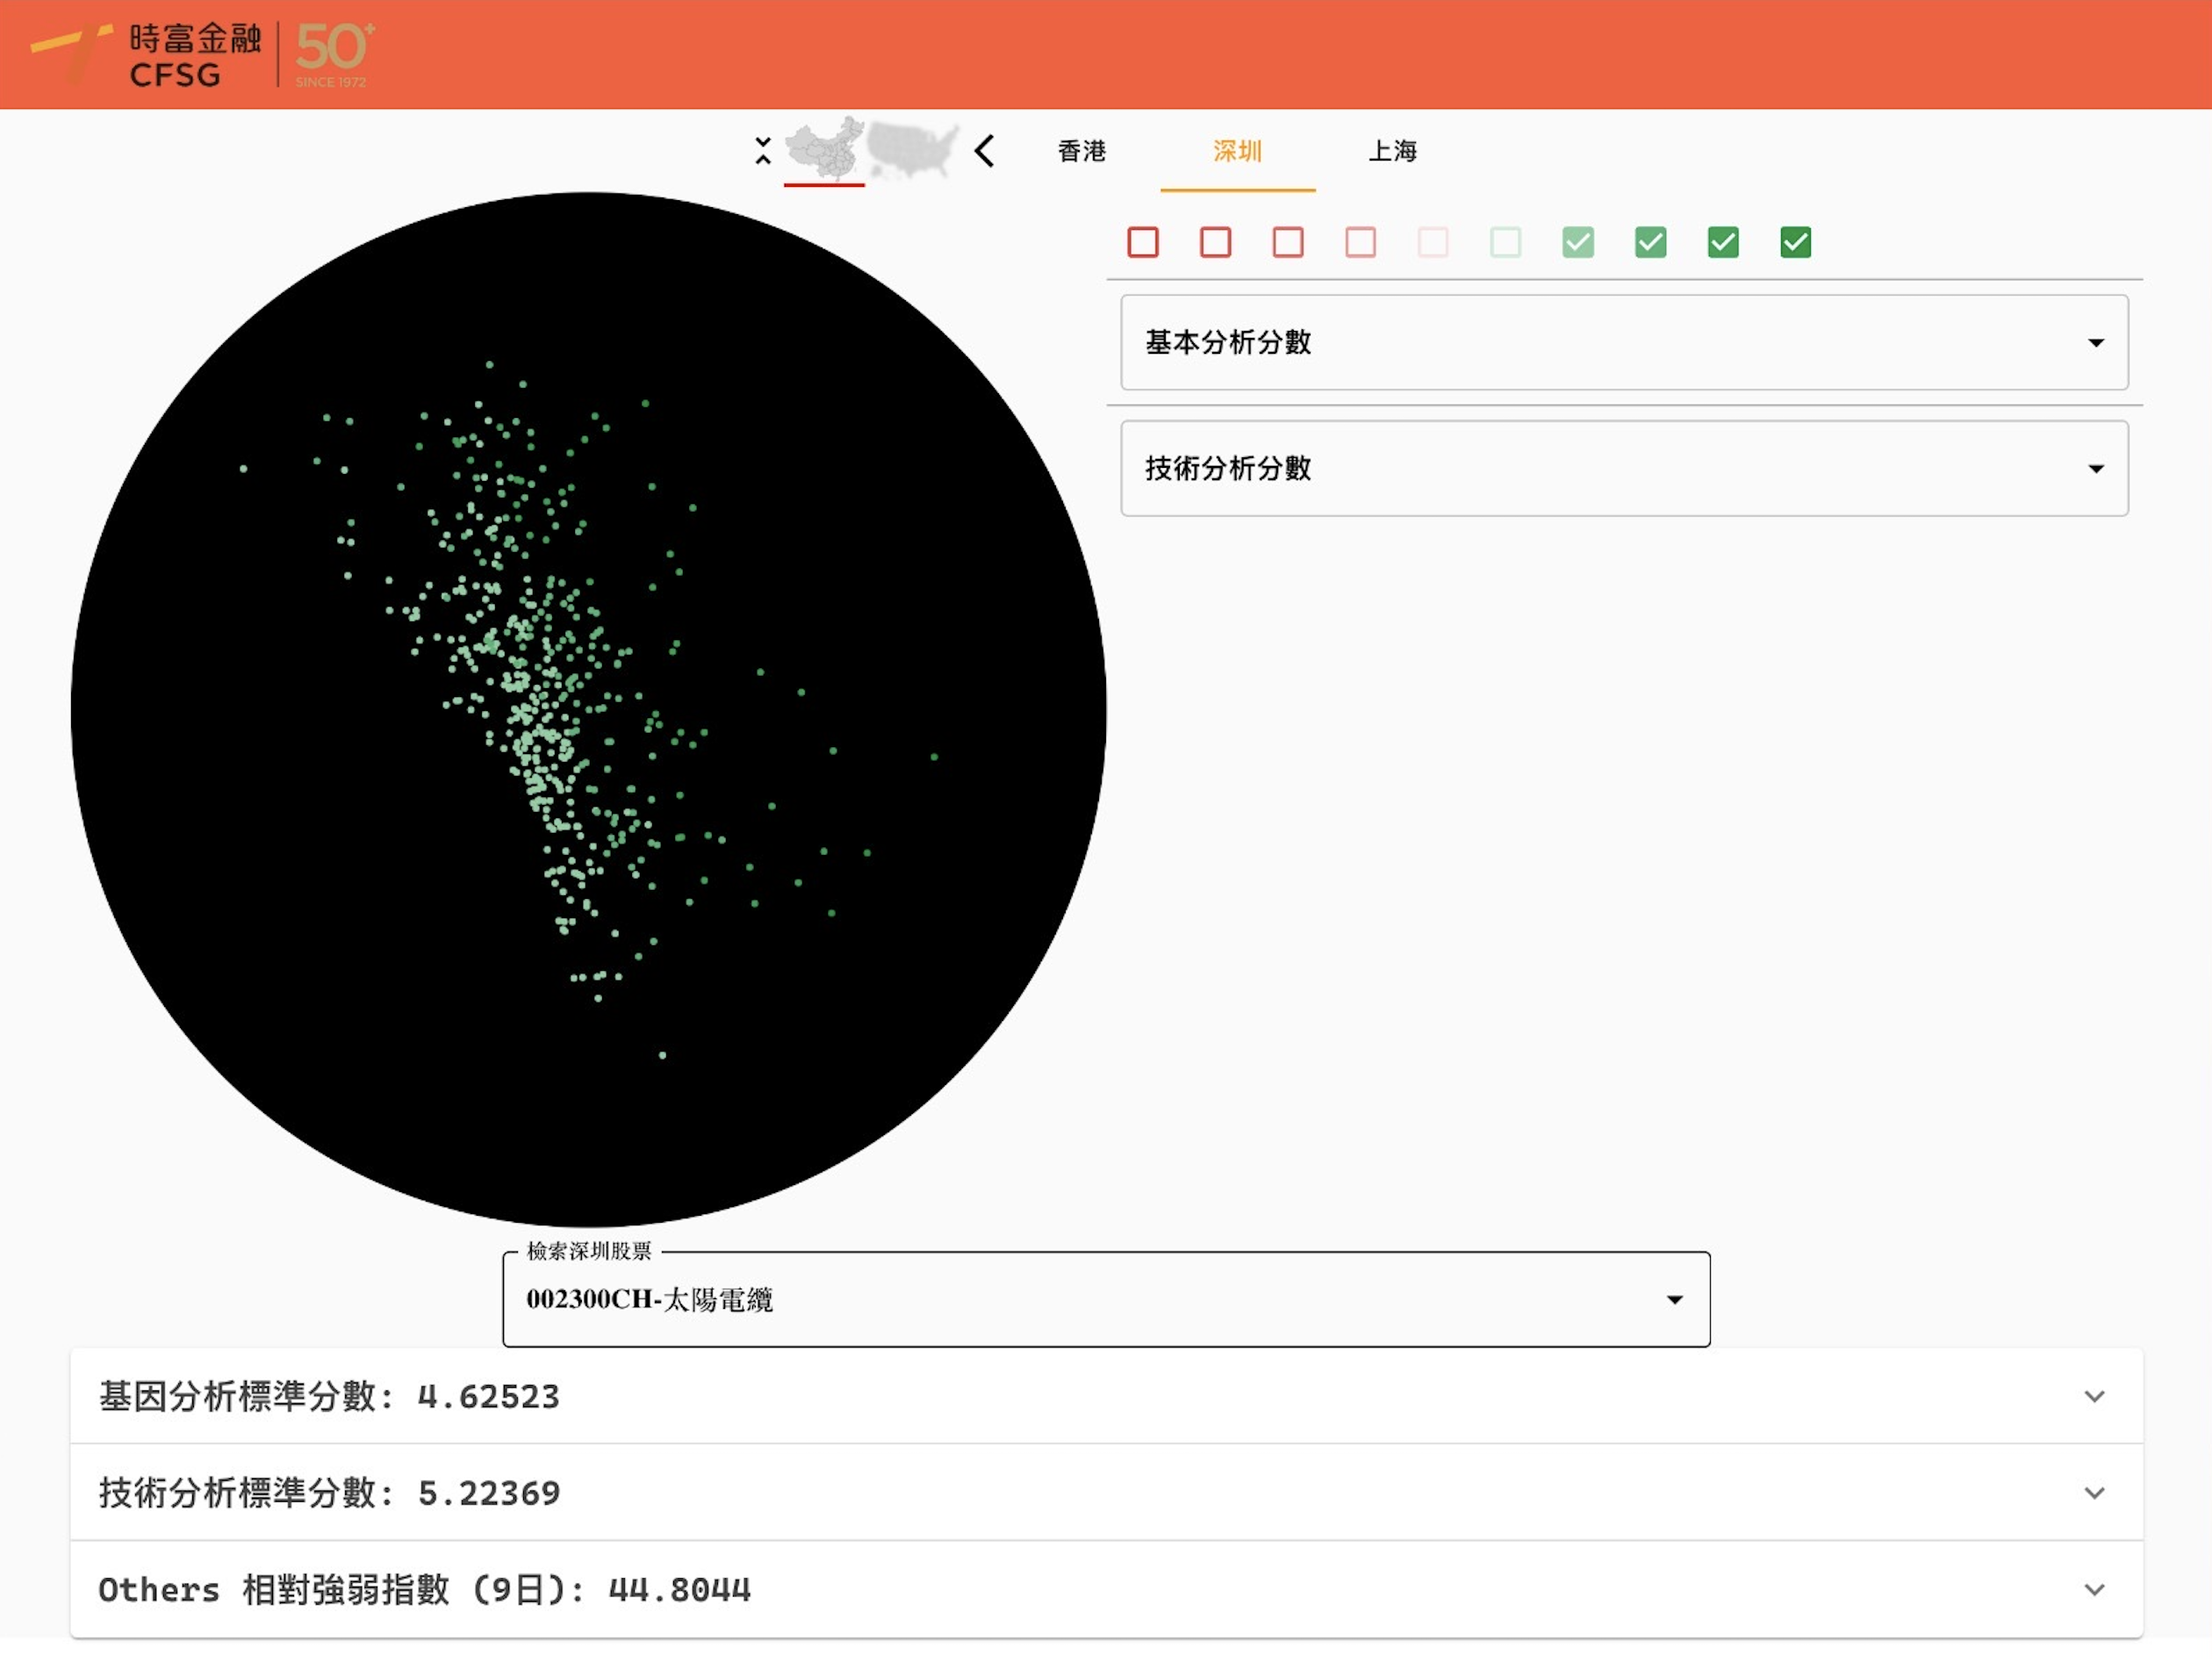 時富金融
CFSG
50+
SINCE 1972
香港
深圳
上海
基本分析分數
技術分析分數
檢索深圳股票
002300CH-太陽電纜
基因分析標準分數: 4.62523
技術分析標準分數: 5.22369
Others 相對強弱指數 (9日): 44.8044